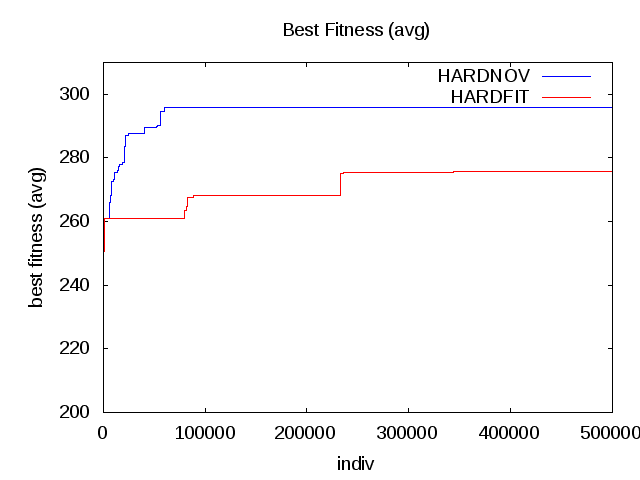 Best Fitness (avg)
HARDNOV
HARDFIT
300
280
260
240
220
200
best fitness (avg)
0 100000 200000 300000 400000 500000
indiv